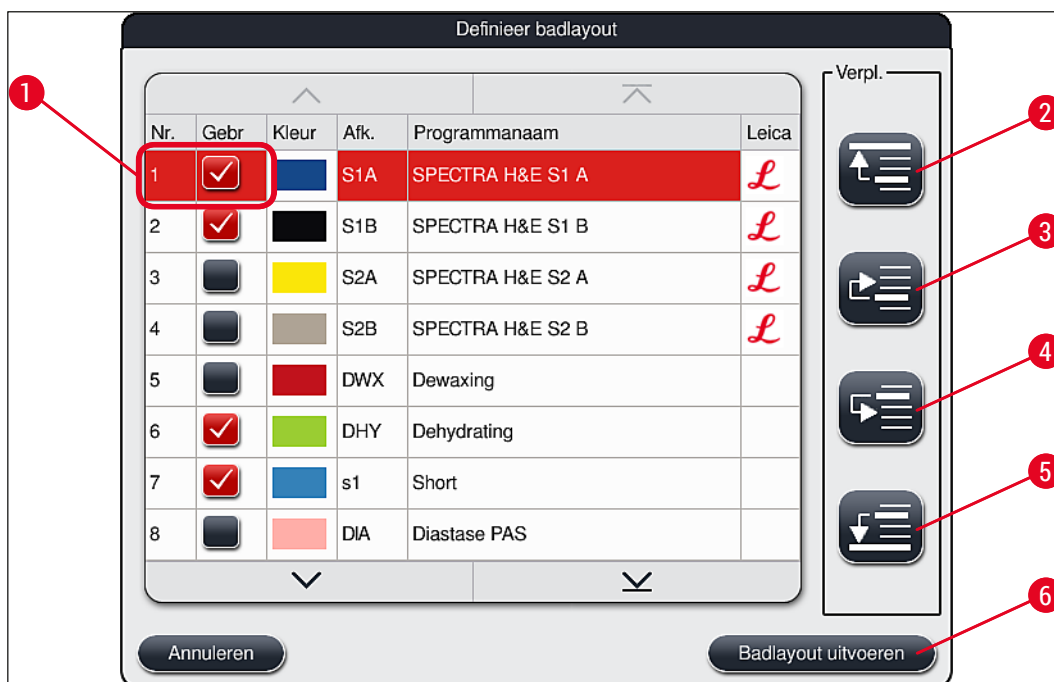 Definieer badlayout
Verpl.
Nr. Gebr Kleur Afk. Programmanaam Leica
1 S1A SPECTRA H&E S1 A
2 S1B SPECTRA H&E S1 B
3 S2A SPECTRA H&E S2 A
4 S2B SPECTRA H&E S2 B
5 DWX Dewaxing
6 DHY Dehydrating
7 s1 Short
8 DIA Diastase PAS
Annuleren Badlayout uitvoeren
1
2
3
4
5
6